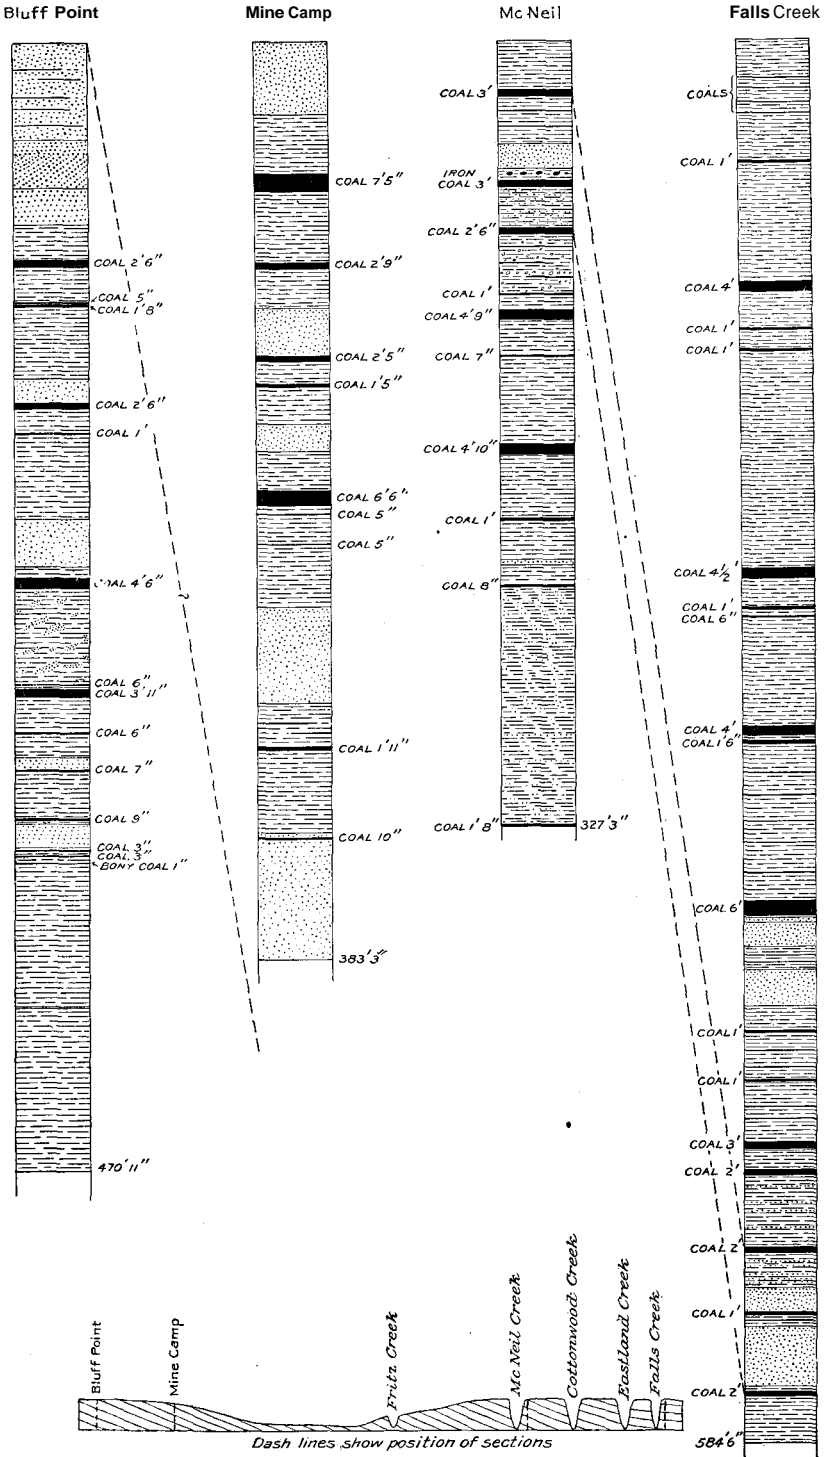 Bluff Point
Mine Camp
Mc Neil
Falls Creek
COAL 2'6"
COAL 5"
COAL 1'8"
COAL 2'6"
COAL 1'
COAL 4'6"
COAL 6"
COAL 3'11"
COAL 6"
COAL 7"
COAL 9"
COAL 3"
COAL 3"
BONY COAL 1"
470'11"
?
COAL 7'5"
COAL 2'9"
COAL 2'5"
COAL 1'5"
COAL 6'6"
COAL 5"
COAL 5"
COAL 1'11"
COAL 10"
383'3"
COAL 3'
IRON
COAL 3'
COAL 2'6"
COAL 1'
COAL 4'9"
COAL 7"
COAL 4'10"
COAL 1'
COAL 8"
COAL 1'8"
327'3"
COALS
COAL 1'
COAL 4'
COAL 1'
COAL 1'
COAL 4½'
COAL 1'
COAL 6"
COAL 4'
COAL 1'6"
COAL 6'
COAL 1'
COAL 1'
COAL 3'
COAL 2'
COAL 2'
COAL 1'
COAL 2'
584'6"
Bluff Point
Mine Camp
Fritz Creek
Mc Neil Creek
Cottonwood Creek
Eastland Creek
Falls Creek
Dash lines show position of sections